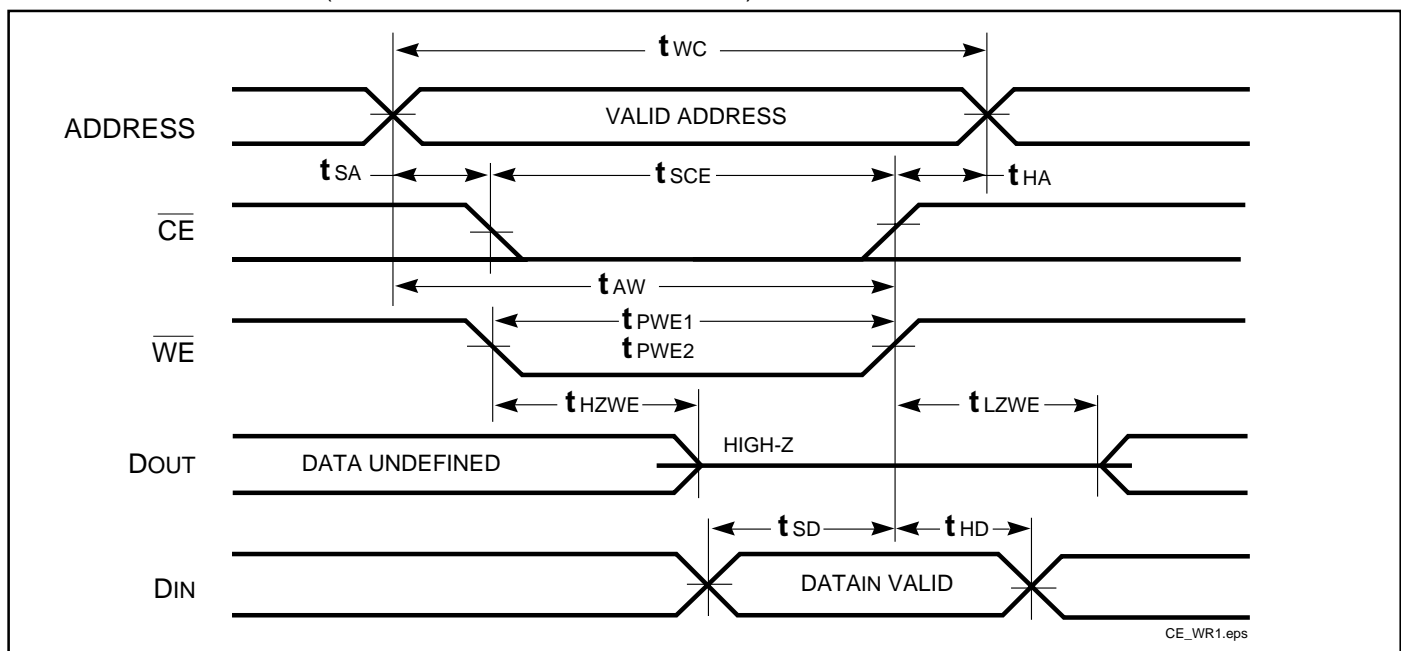 tWC
ADDRESS
VALID ADDRESS
tSA
tSCE
tHA
CE
tAW
WE
tPWE1
tPWE2
tHZWE
tLZWE
DOUT
DATA UNDEFINED
HIGH-Z
tSD
tHD
DIN
DATAIN VALID
CE_WR1.eps